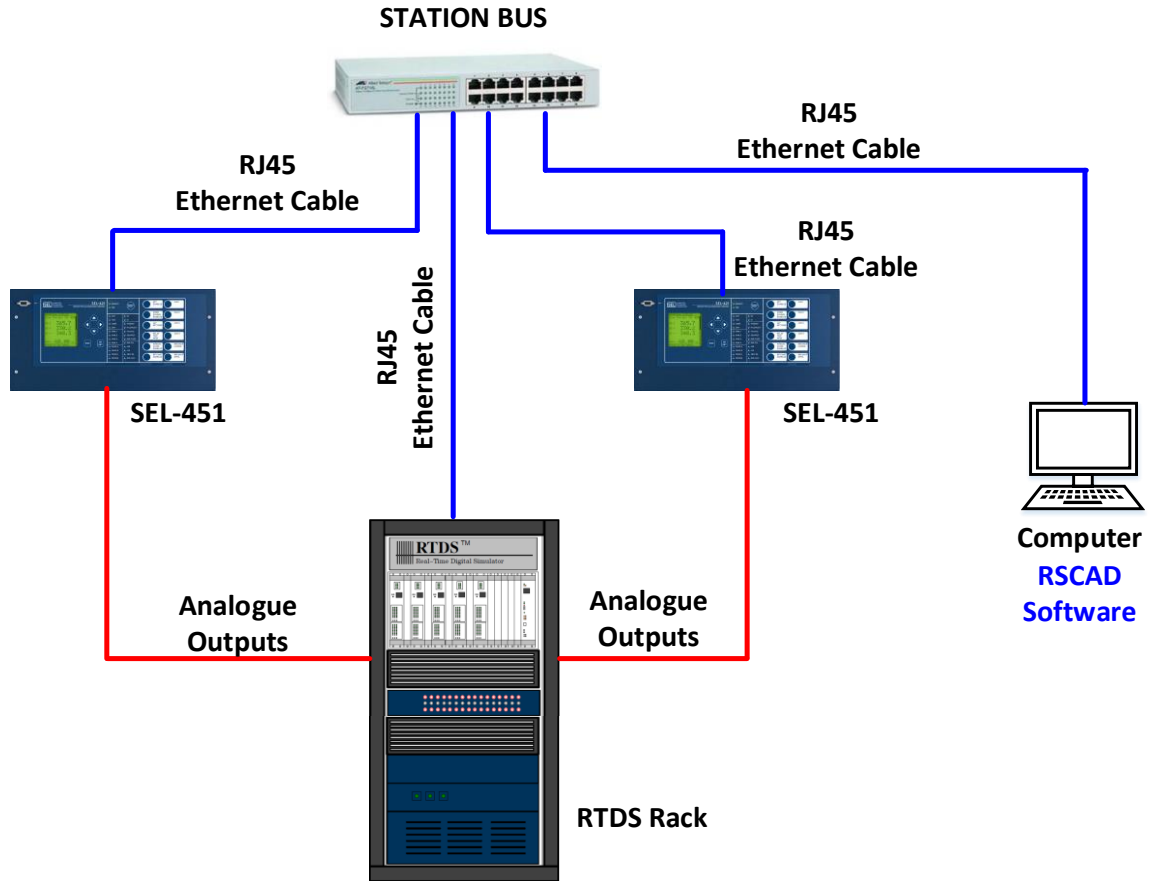 STATION BUS
RJ45
Ethernet Cable
RJ45
Ethernet Cable
RJ45
Ethernet Cable
RJ45
Ethernet Cable
SEL-451
SEL-451
Computer
RSCAD
Software
RTDS™
Real-Time Digital Simulator
Analogue
Outputs
Analogue
Outputs
RTDS Rack